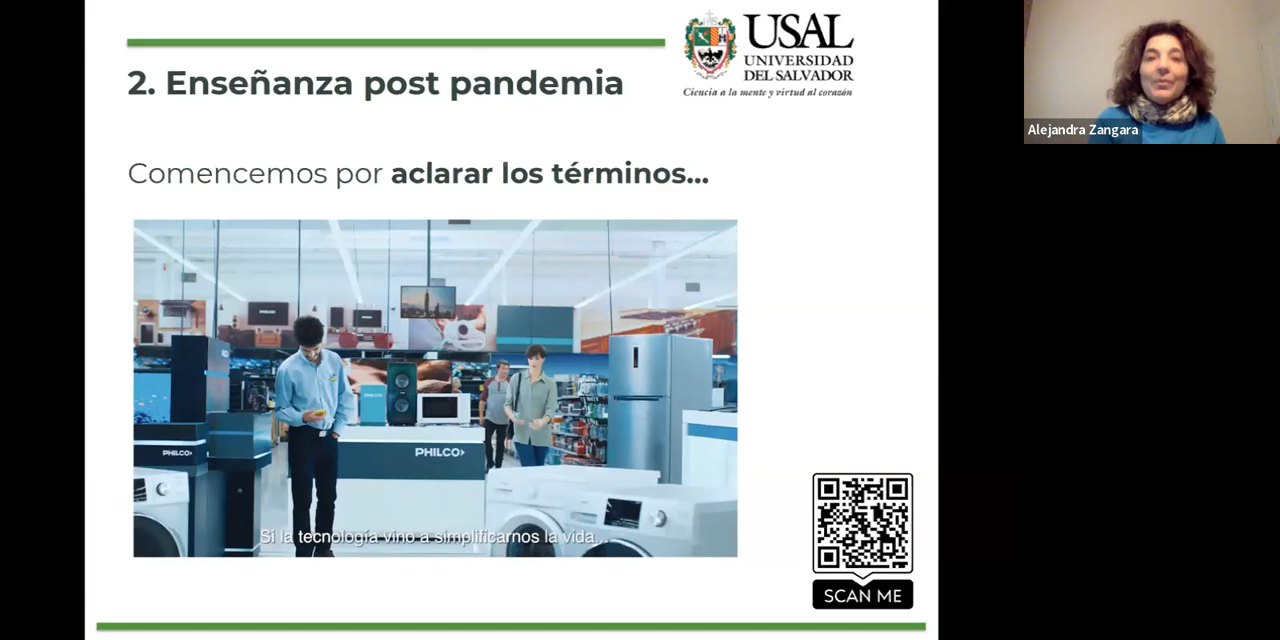 2. Enseñanza post pandemia
USAL
UNIVERSIDAD
DEL SALVADOR
Ciencia a la mente y virtud al corazón
Alejandra Zangara
Comencemos por aclarar los términos...
PHILCO
PHILCO
Si la tecnología vino a simplificarnos la vida...
SCAN ME